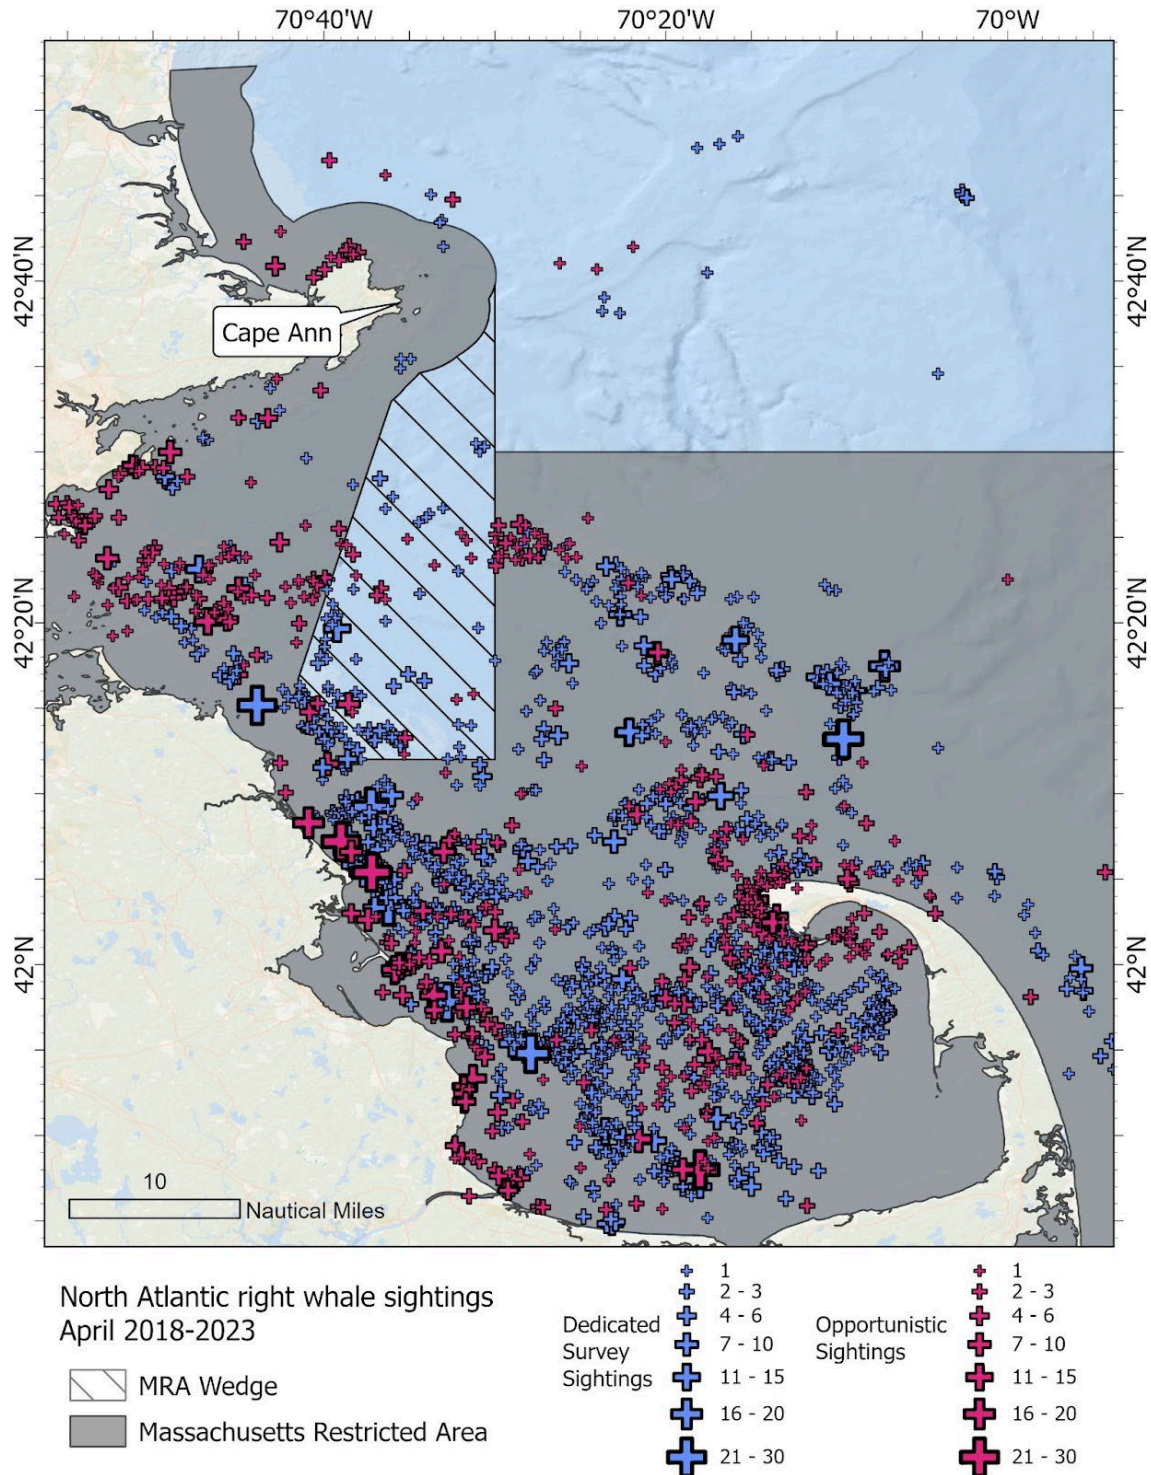 70°40'W 70°20'W 70°W
42°40'N 42°40'N
Cape Ann
42°20'N 42°20'N
42°N 42°N
10
Nautical Miles
North Atlantic right whale sightings
April 2018-2023
MRA Wedge
Massachusetts Restricted Area
Dedicated
Survey
Sightings
1
2 - 3
4 - 6
7 - 10
11 - 15
16 - 20
21 - 30
Opportunistic
Sightings
1
2 - 3
4 - 6
7 - 10
11 - 15
16 - 20
21 - 30